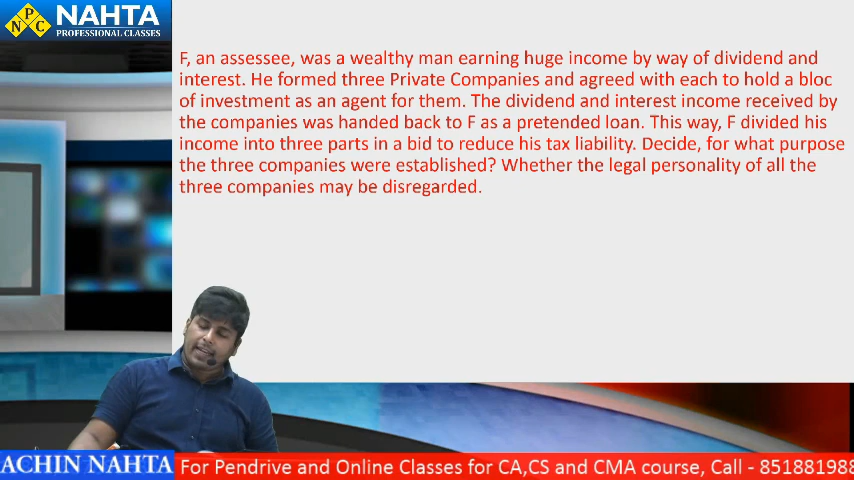 N P C
NAHTA
PROFESSIONAL CLASSES
F, an assessee, was a wealthy man earning huge income by way of dividend and
interest. He formed three Private Companies and agreed with each to hold a bloc
of investment as an agent for them. The dividend and interest income received by
the companies was handed back to F as a pretended loan. This way, F divided his
income into three parts in a bid to reduce his tax liability. Decide, for what purpose
the three companies were established? Whether the legal personality of all the
three companies may be disregarded.
ACHIN NAHTA
For Pendrive and Online Classes for CA,CS and CMA course, Call - 85188198